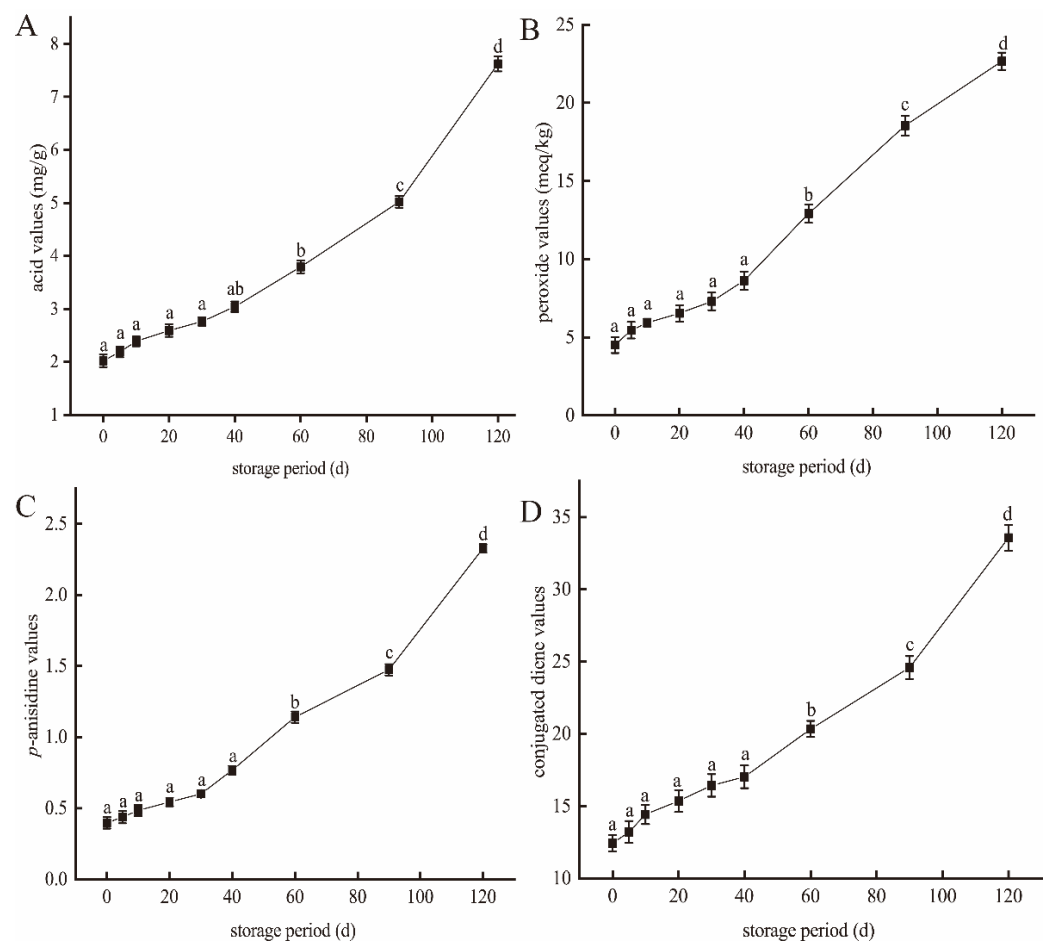 A
acid values (mg/g)
8
7
6
5
4
3
2
1
a a a a a ab b c d
0 20 40 60 80 100 120
storage period (d)
B
peroxide values (meq/kg)
25
20
15
10
5
0
a a a a a a b c d
0 20 40 60 80 100 120
storage period (d)
C
p-anisidine values
2.5
2.0
1.5
1.0
0.5
0.0
a a a a a a b c d
0 20 40 60 80 100 120
storage period (d)
D
conjugated diene values
35
30
25
20
15
10
a a a a a a b c d
0 20 40 60 80 100 120
storage period (d)